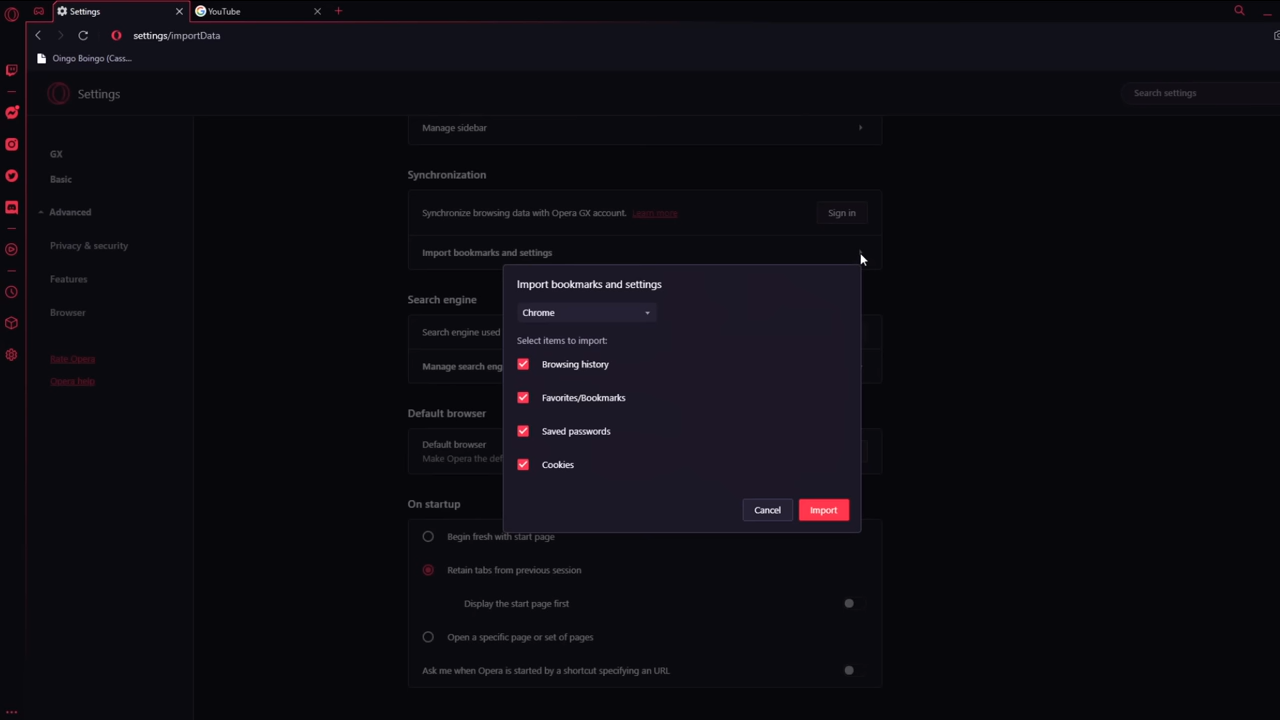 Settings
YouTube
settings/importData
Oingo Boingo (Cass...
Settings
Search settings
GX
Basic
Advanced
Privacy & security
Features
Browser
Rate Opera
Opera help
Manage sidebar
Synchronization
Synchronize browsing data with Opera GX account. Learn more
Sign in
Import bookmarks and settings
Search engine
Search engine used
Manage search eng
Default browser
Default browser
Make Opera the def
Import bookmarks and settings
Chrome
Select items to import:
Browsing history
Favorites/Bookmarks
Saved passwords
Cookies
Cancel
Import
On startup
Begin fresh with start page
Retain tabs from previous session
Display the start page first
Open a specific page or set of pages
Ask me when Opera is started by a shortcut specifying an URL